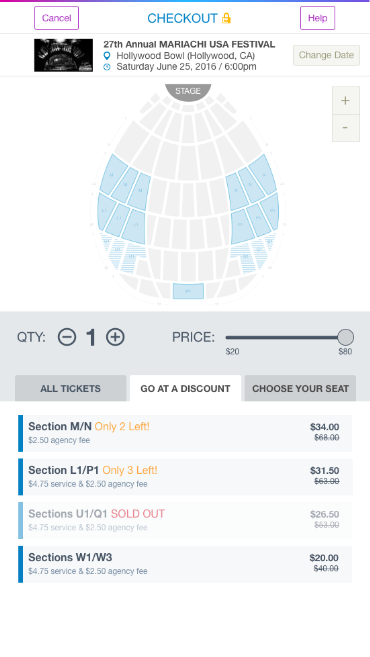 Cancel
CHECKOUT
Help
27th Annual MARIACHI USA FESTIVAL
Hollywood Bowl (Hollywood, CA)
Saturday June 25, 2016 / 6:00pm
Change Date
STAGE
+
-
QTY: 1
PRICE:
$20 $80
ALL TICKETS
GO AT A DISCOUNT
CHOOSE YOUR SEAT
Section M/N Only 2 Left! $34.00
$2.50 agency fee $68.00
Section L1/P1 Only 3 Left! $31.50
$4.75 service & $2.50 agency fee $63.00
Sections U1/Q1 SOLD OUT $26.50
$4.75 service & $2.50 agency fee $53.00
Sections W1/W3 $20.00
$4.75 service & $2.50 agency fee $40.00